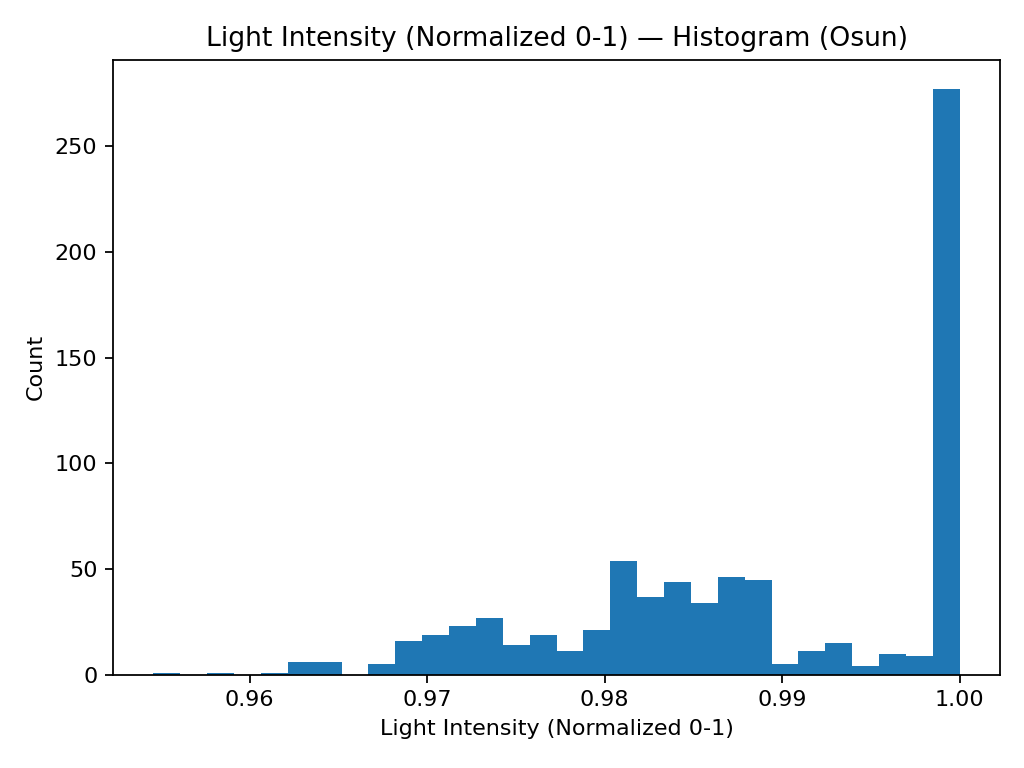 Light Intensity (Normalized 0-1) — Histogram (Osun)
250
200
150
100
50
0
Count
0.96 0.97 0.98 0.99 1.00
Light Intensity (Normalized 0-1)